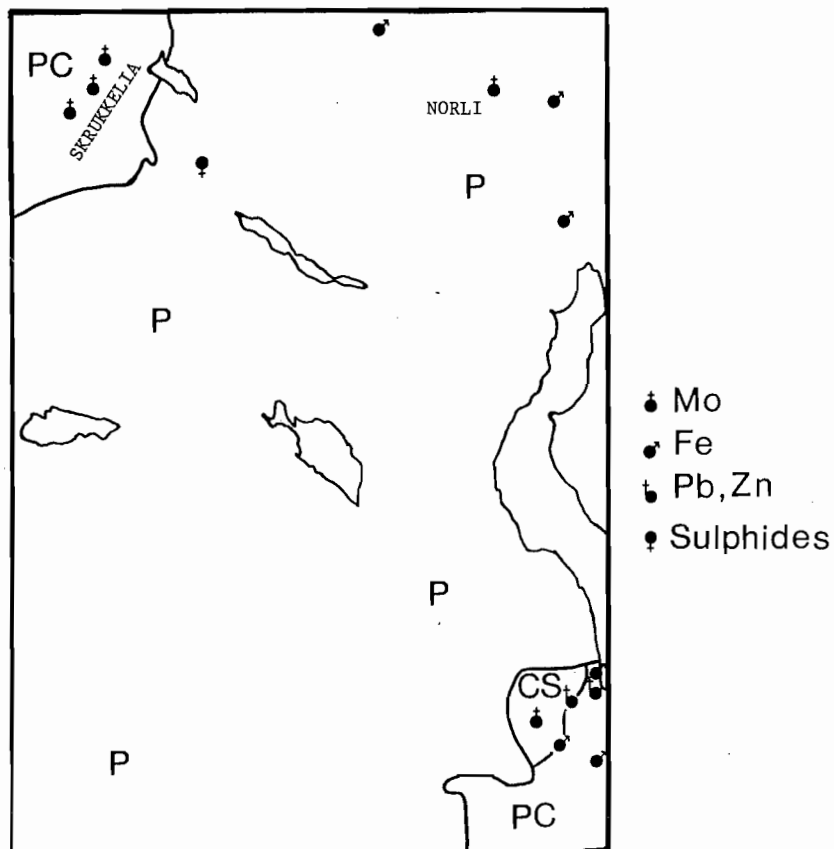 PC
SKRUKKELIA
NORLI
P
P
Mo
Fe
Pb,Zn
Sulphides
P
CS
P
PC